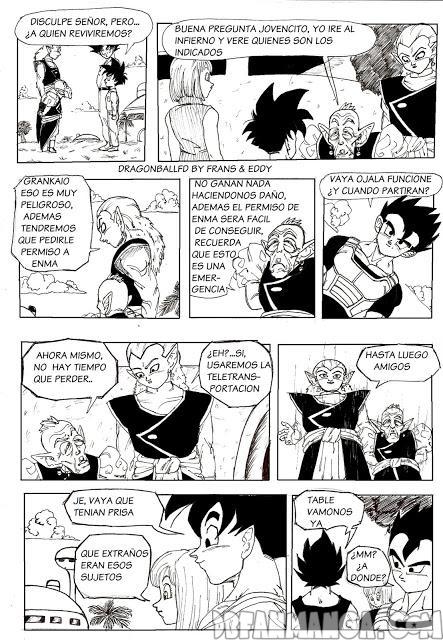 DISCULPE SEÑOR, PERO...
¿A QUIEN REVIVIREMOS?
BUENA PREGUNTA JOVENCITO, YO IRE AL
INFIERNO Y VERE QUIENES SON LOS
INDICADOS
DRAGONBALLFD BY FRANS & EDDY
GRANKAIO
ESO ES MUY
PELIGROSO,
ADEMAS
TENDREMOS
QUE PEDIRLE
PERMISO A
ENMA
NO GANAN NADA
HACIENDONOS DAÑO,
ADEMAS EL PERMISO DE
ENMA SERA FACIL
DE CONSEGUIR,
RECUERDA
QUE ESTO
ES UNA
EMER-
GENCIA
VAYA OJALA FUNCIONE
¿Y CUANDO PARTIRAN?
AHORA MISMO,
NO HAY TIEMPO
QUE PERDER..
¿EH?...SI,
USAREMOS LA
TELETRANS-
PORTACION
HASTA LUEGO
AMIGOS
JE, VAYA QUE
TENIAN PRISA
QUE EXTRAÑOS
ERAN ESOS
SUJETOS
TABLE
VAMONOS
YA
¿MM?
¿A
DONDE?
DBFANMANGA.COM